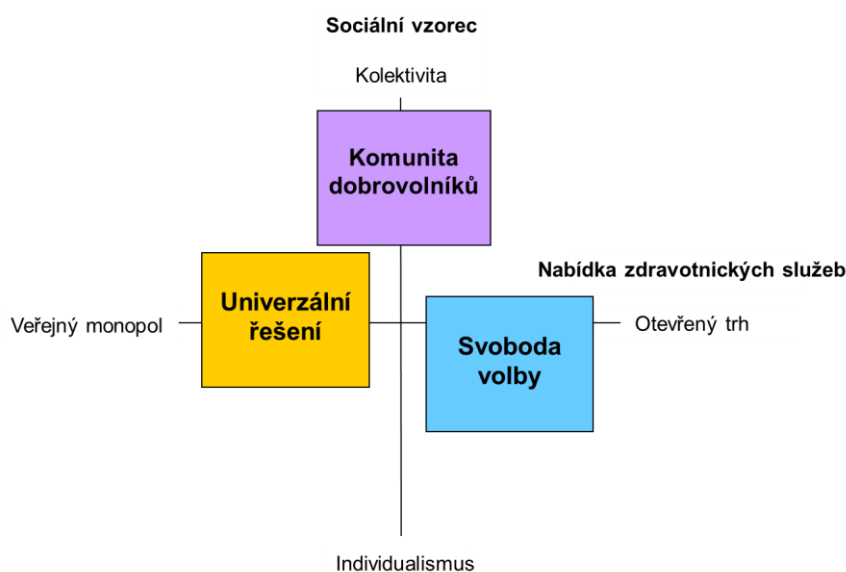 Sociální vzorec
Kolektivita
Komunita
dobrovolníků
Nabídka zdravotnických služeb
Univerzální
řešení
Veřejný monopol
Otevřený trh
Svoboda
volby
Individualismus